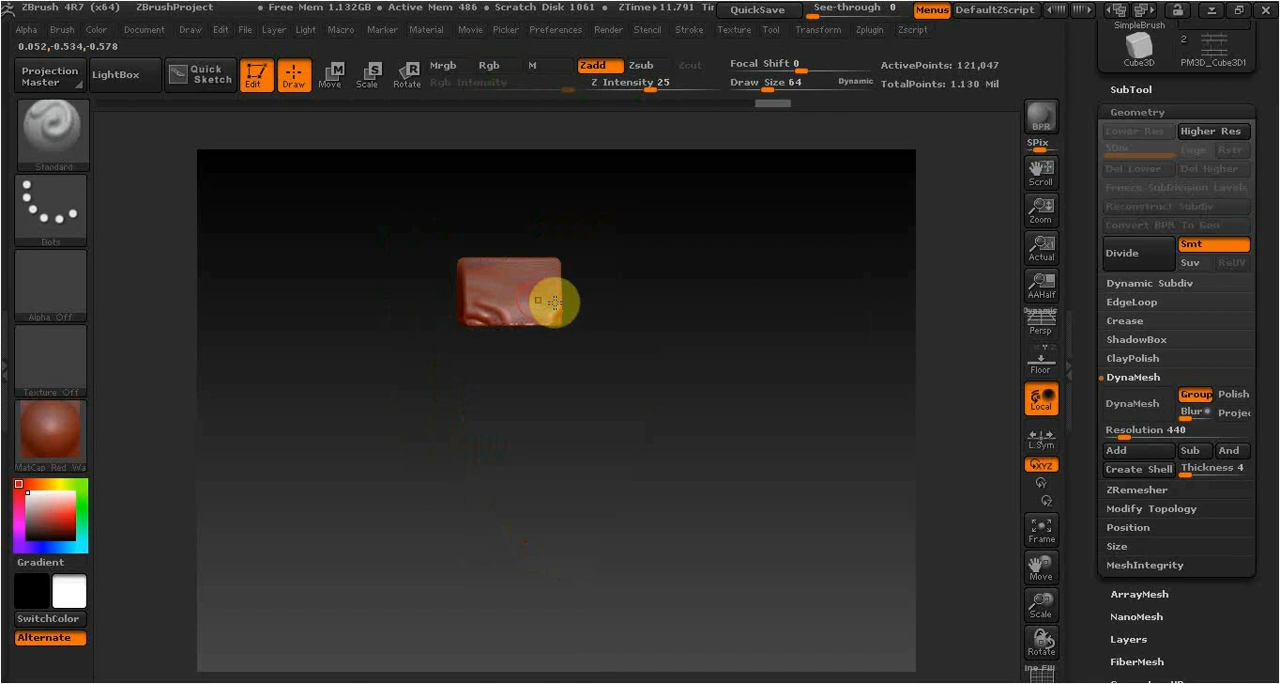 ZBrush 4R7 (x64) ZBrushProject • Free Mem 1.132GB • Active Mem 486 • Scratch Disk 1061 • ZTime▸11.791 Tir QuickSave See-through 0 Menus DefaultZScript
Alpha Brush Color Document Draw Edit File Layer Light Macro Marker Material Movie Picker Preferences Render Stencil Stroke Texture Tool Transform Zplugin Zscript
0.052,-0.534,-0.578
Projection Master
LightBox
Quick Sketch
Edit
Draw
Move
Scale
Rotate
Mrgb Rgb M
Rgb Intensity
Zadd Zsub Zcut
Z Intensity 25
Focal Shift 0
Draw Size 64 Dynamic
ActivePoints: 121,047
TotalPoints: 1.130 Mil
Standard
Dots
Alpha Off
Texture Off
MatCap Red Wa
Gradient
SwitchColor
Alternate
BPR
SPix
Scroll
Zoom
Actual
AAHalf
Dynamic
Persp
Floor
Local
L.Sym
XYZ
Y
Z
Frame
Move
Scale
Rotate
SimpleBrush
Cube3D
2
PM3D_Cube3D1
SubTool
Geometry
Lower Res Higher Res
SDiv Cage Rstr
Del Lower Del Higher
Freeze SubDivision Levels
Reconstruct Subdiv
Convert BPR To Geo
Divide
Smt
Suv ReUV
Dynamic Subdiv
EdgeLoop
Crease
ShadowBox
ClayPolish
DynaMesh
DynaMesh
Group Polish
Blur Projec
Resolution 440
Add Sub And
Create Shell Thickness 4
ZRemesher
Modify Topology
Position
Size
MeshIntegrity
ArrayMesh
NanoMesh
Layers
FiberMesh